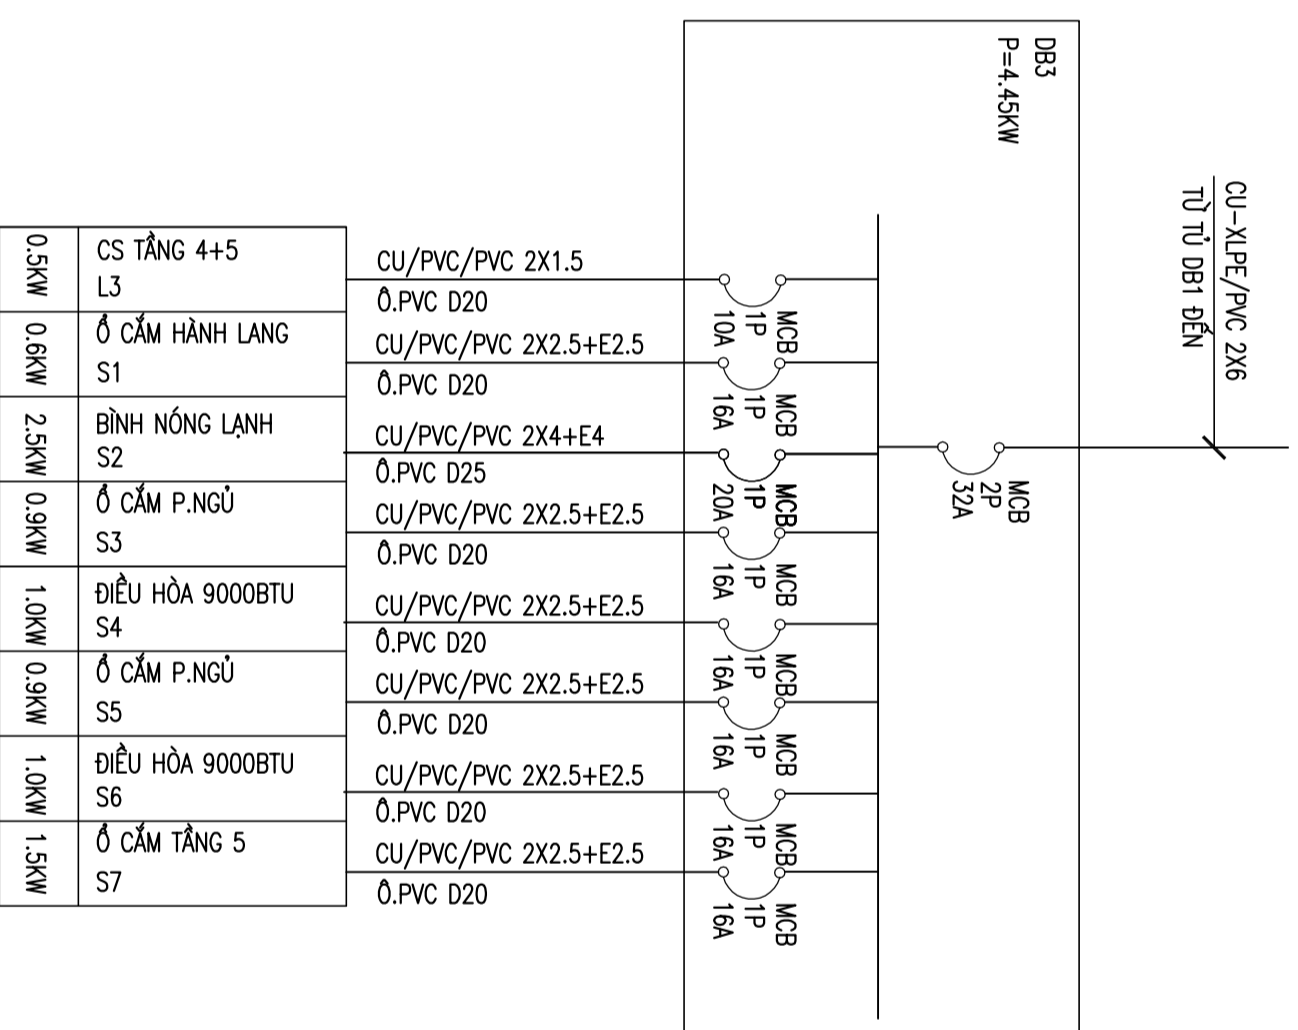 DB3
P=4.45KW
CU-XLPE/PVC 2X6
TỪ TỦ DB1 ĐẾN
MCB
2P
32A
0.5KW
CS TẦNG 4+5
L3
CU/PVC/PVC 2X1.5
Ô.PVC D20
MCB
1P
10A
0.6KW
Ổ CẮM HÀNH LANG
S1
CU/PVC/PVC 2X2.5+E2.5
Ô.PVC D20
MCB
1P
16A
2.5KW
BÌNH NÓNG LẠNH
S2
CU/PVC/PVC 2X4+E4
Ô.PVC D25
MCB
1P
20A
0.9KW
Ổ CẮM P.NGỦ
S3
CU/PVC/PVC 2X2.5+E2.5
Ô.PVC D20
MCB
1P
16A
1.0KW
ĐIỀU HÒA 9000BTU
S4
CU/PVC/PVC 2X2.5+E2.5
Ô.PVC D20
MCB
1P
16A
0.9KW
Ổ CẮM P.NGỦ
S5
CU/PVC/PVC 2X2.5+E2.5
Ô.PVC D20
MCB
1P
16A
1.0KW
ĐIỀU HÒA 9000BTU
S6
CU/PVC/PVC 2X2.5+E2.5
Ô.PVC D20
MCB
1P
16A
1.5KW
Ổ CẮM TẦNG 5
S7
CU/PVC/PVC 2X2.5+E2.5
Ô.PVC D20
MCB
1P
16A